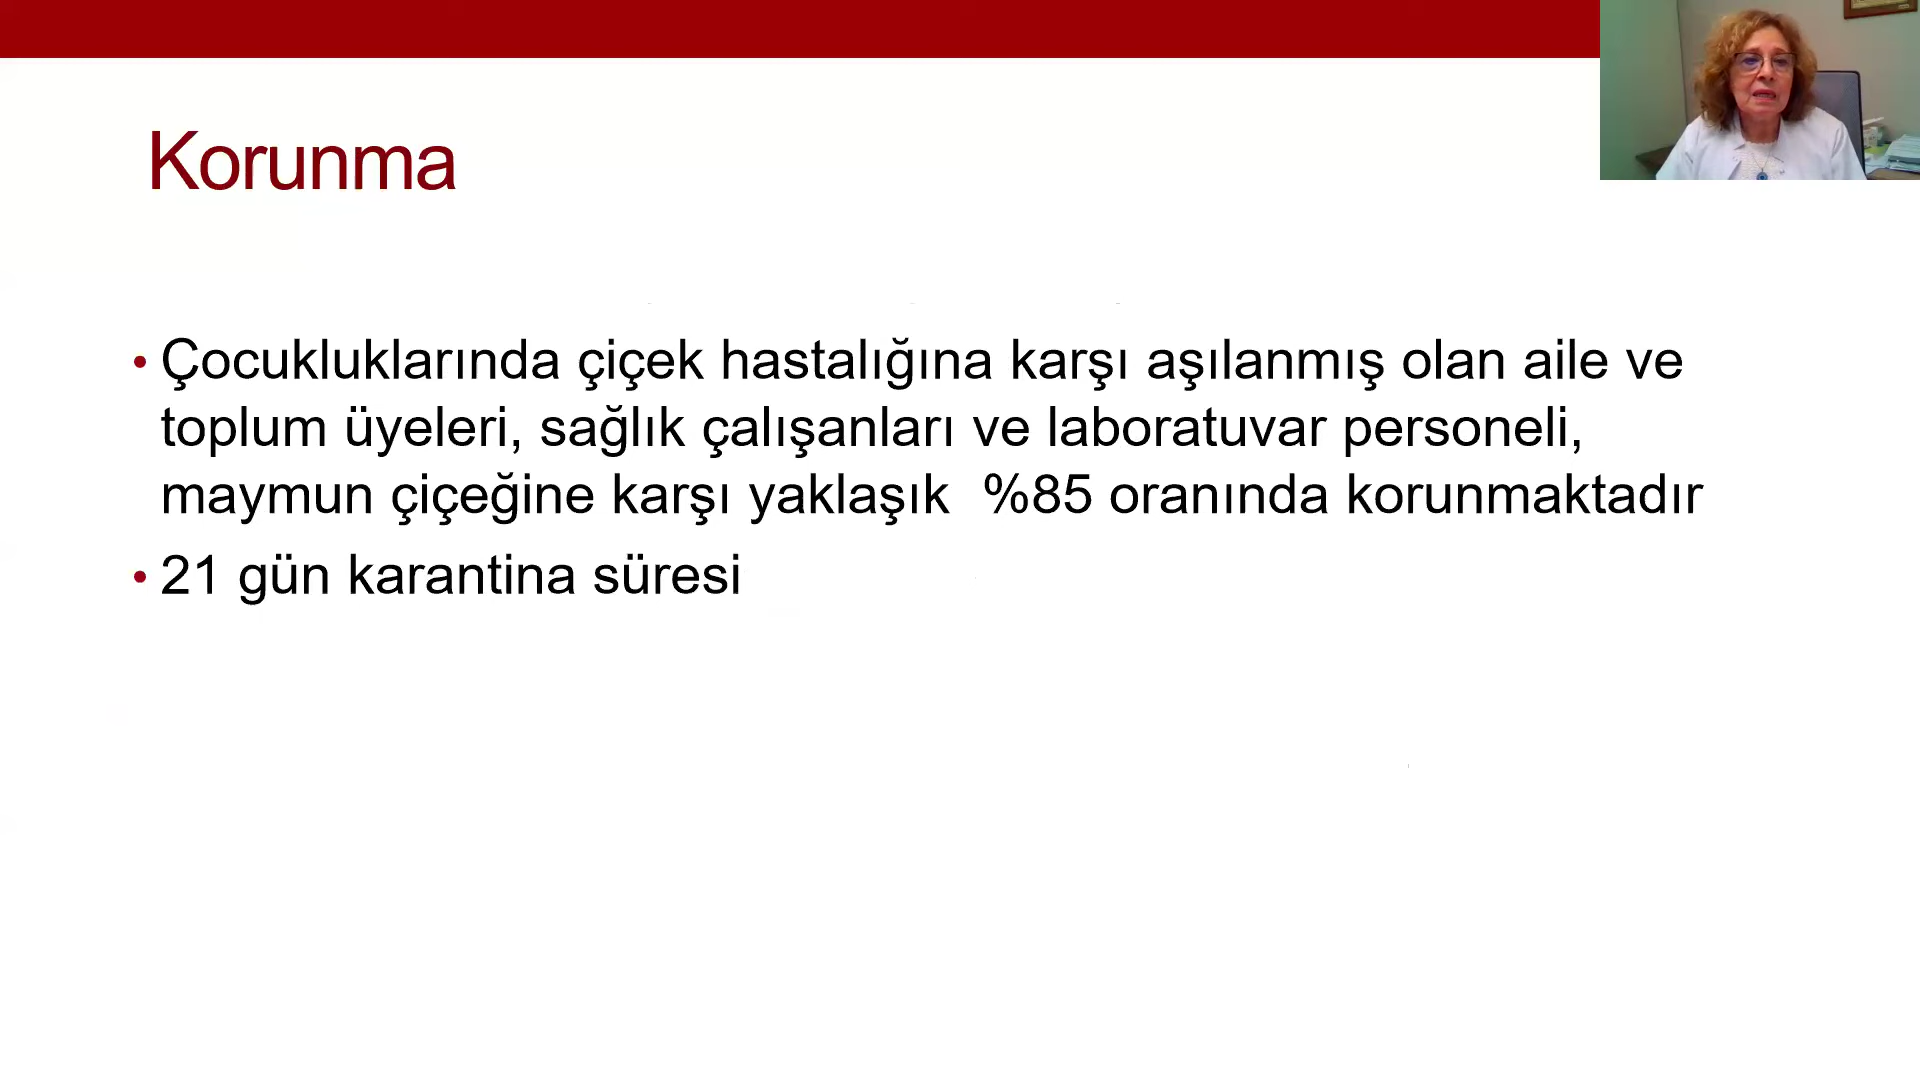 Korunma
• Çocukluklarında çiçek hastalığına karşı aşılanmış olan aile ve
toplum üyeleri, sağlık çalışanları ve laboratuvar personeli,
maymun çiçeğine karşı yaklaşık  %85 oranında korunmaktadır
• 21 gün karantina süresi